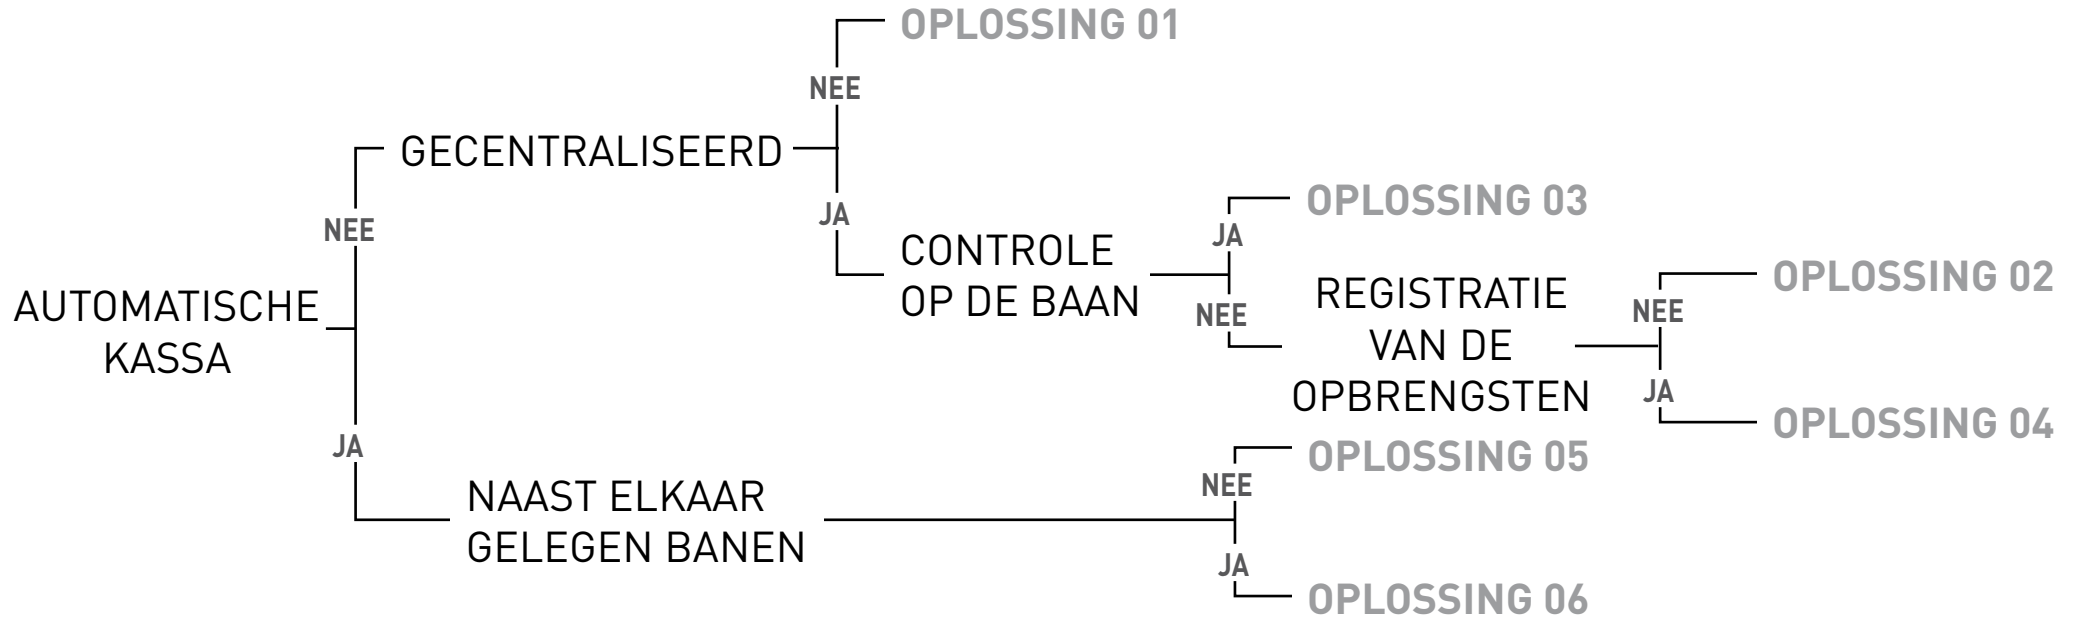 OPLOSSING 01
NEE
GECENTRALISEERD
JA
OPLOSSING 03
NEE
JA
CONTROLE
OP DE BAAN
OPLOSSING 02
REGISTRATIE
VAN DE
OPBRENGSTEN
NEE
NEE
AUTOMATISCHE
KASSA
JA
OPLOSSING 04
JA
OPLOSSING 05
NEE
NAAST ELKAAR
GELEGEN BANEN
JA
OPLOSSING 06